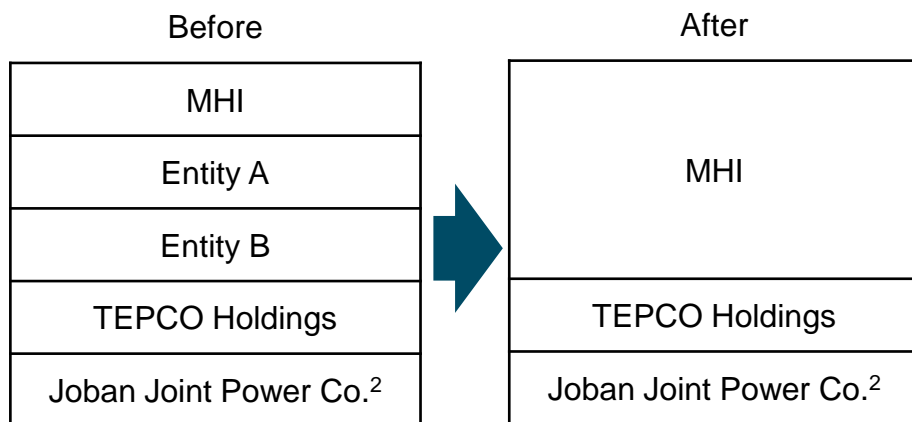 Before
MHI
Entity A
Entity B
TEPCO Holdings
Joban Joint Power Co.²
After
MHI
TEPCO Holdings
Joban Joint Power Co.²